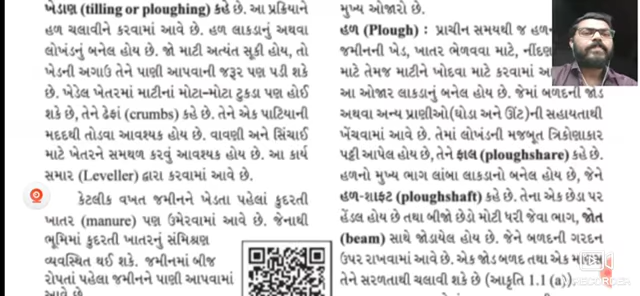 ખેડાણ (tilling or ploughing) કહે છે. આ પ્રક્રિયાને
હળ ચલાવીને કરવામાં આવે છે. હળ લાકડાનું અથવા
લોખંડનું બનેલ હોય છે. જો માટી અત્યંત સૂકી હોય, તો
ખેડની અગાઉ તેને પાણી આપવાની જરૂર પણ પડી શકે
છે. ખેડેલ ખેતરમાં માટીનાં મોટા-મોટા ટુકડા પણ હોઈ
શકે છે, તેને ઢેફાં (crumbs) કહે છે. તેને એક પાટિયાની
મદદથી તોડવા આવશ્યક હોય છે. વાવણી અને સિંચાઈ
માટે ખેતરને સમથળ કરવું આવશ્યક હોય છે. આ કાર્ય
સમાર (Leveller) દ્વારા કરવામાં આવે છે.
કેટલીક વખત જમીનને ખેડતા પહેલાં કુદરતી
ખાતર (manure) પણ ઉમેરવામાં આવે છે. જેનાથી
ભૂમિમાં કુદરતી ખાતરનું સંમિશ્રણ
વ્યવસ્થિત થઈ શકે. જમીનમાં બીજ
રોપતાં પહેલા જમીનને પાણી આપવામાં
આવે છે.
મુખ્ય ઓજારો છે.
હળ (Plough) : પ્રાચીન સમયથી જ હળનો
જમીનની ખેડ, ખાતર ભેળવવા માટે, નીંદણ
માટે તેમજ માટીને ખોદવા માટે કરવામાં આ
આ ઓજાર લાકડાનું બનેલ હોય છે. જેમાં બળદની જોડ
અથવા અન્ય પ્રાણીઓ (ઘોડા અને ઊંટ)ની સહાયતાથી
ખેંચવામાં આવે છે. તેમાં લોખંડની મજબૂત ત્રિકોણાકાર
પટ્ટી આપેલ હોય છે, તેને ફાલ (ploughshare) કહે છે.
હળનો મુખ્ય ભાગ લાંબા લાકડાનો બનેલ હોય છે, જેને
હળ-શાફ્ટ (ploughshaft) કહે છે. તેના એક છેડા પર
હેંડલ હોય છે તથા બીજો છેડો મોટી ધરી જેવા ભાગ, જોત
(beam) સાથે જોડાયેલ હોય છે. જેને બળદની ગરદન
ઉપર રાખવામાં આવે છે. એક જોડ બળદ તથા એક
તેને સરળતાથી ચલાવી શકે છે (આકૃતિ 1.1 (a)).
RECORDER